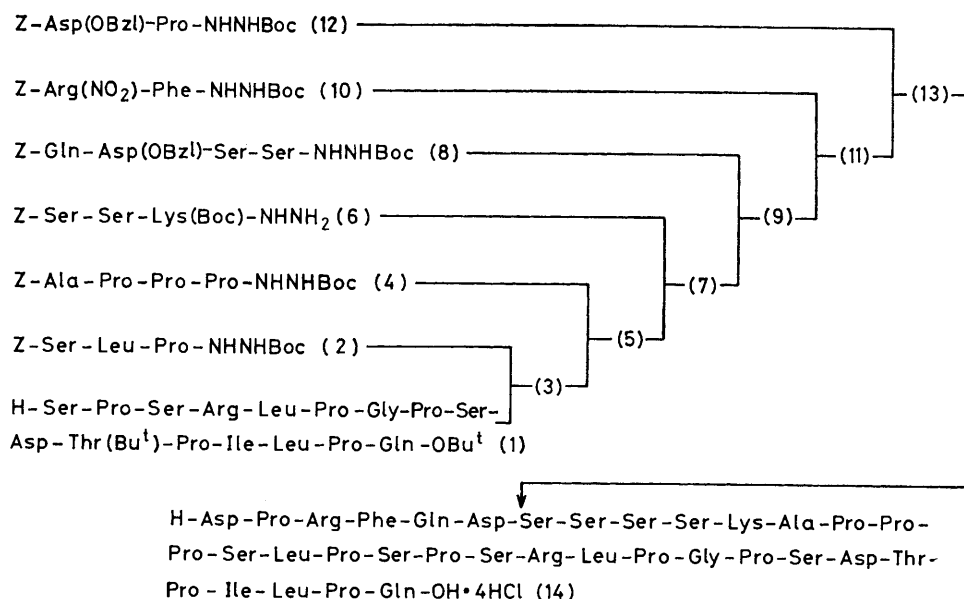 Z-Asp(OBzl)-Pro-NHNHBoc (12)
(13)
Z-Arg(NO₂)-Phe-NHNHBoc (10)
(11)
Z-Gln-Asp(OBzl)-Ser-Ser-NHNHBoc (8)
(9)
Z-Ser-Ser-Lys(Boc)-NHNH₂ (6)
(7)
Z-Ala-Pro-Pro-Pro-NHNHBoc (4)
(5)
Z-Ser-Leu-Pro-NHNHBoc (2)
(3)
H-Ser-Pro-Ser-Arg-Leu-Pro-Gly-Pro-Ser-
Asp-Thr(Buᵗ)-Pro-Ile-Leu-Pro-Gln-OBuᵗ (1)
H-Asp-Pro-Arg-Phe-Gln-Asp-Ser-Ser-Ser-Ser-Lys-Ala-Pro-Pro-
Pro-Ser-Leu-Pro-Ser-Pro-Ser-Arg-Leu-Pro-Gly-Pro-Ser-Asp-Thr-
Pro-Ile-Leu-Pro-Gln-OH•4HCl (14)